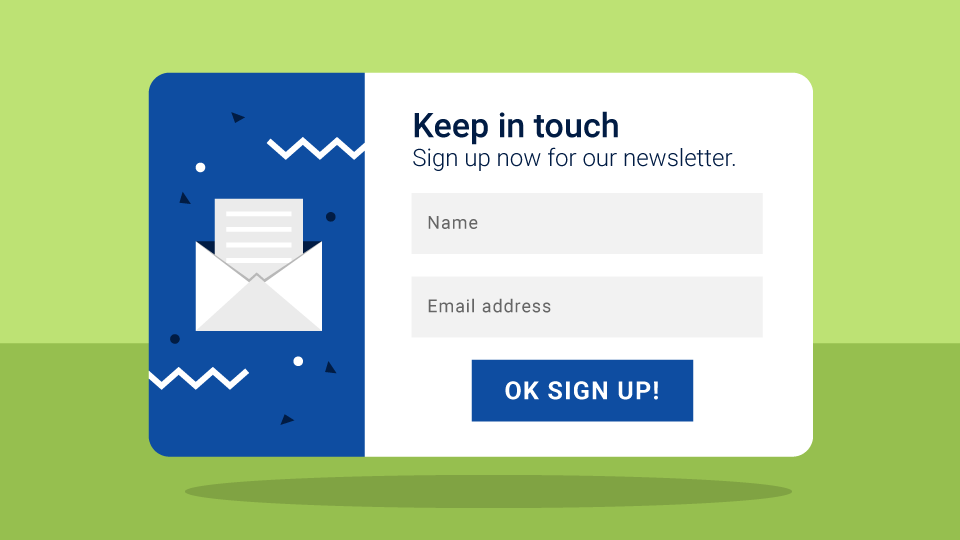 Keep in touch
Sign up now for our newsletter.
Name
Email address
OK SIGN UP!